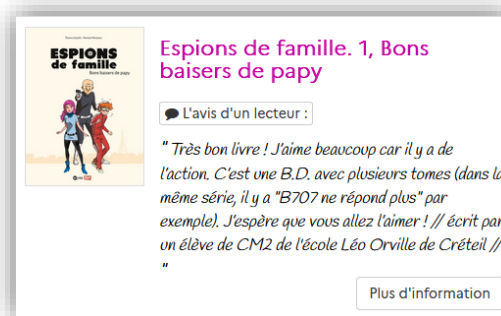 ESPIONS
de famille
Bons baisers de papy
Espions de famille. 1, Bons
baisers de papy
L'avis d'un lecteur :
" Très bon livre ! J'aime beaucoup car il y a de
l'action. C'est une B.D. avec plusieurs tomes (dans la
même série, il y a "B707 ne répond plus" par
exemple). J'espère que vous allez l'aimer ! // écrit par
un élève de CM2 de l'école Léo Orville de Créteil //
"
Plus d'information